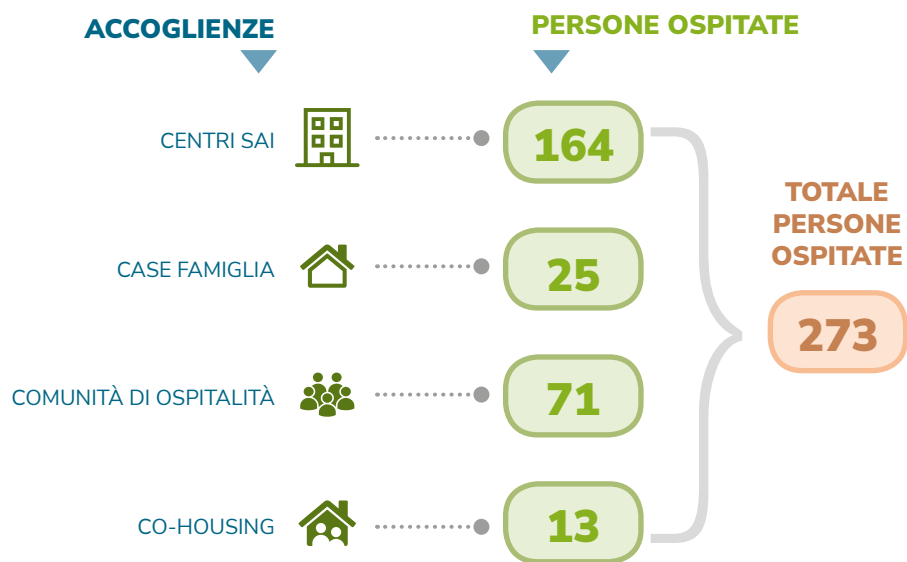 ACCOGLIENZE
PERSONE OSPITATE
CENTRI SAI
164
CASE FAMIGLIA
25
COMUNITÀ DI OSPITALITÀ
71
CO-HOUSING
13
TOTALE
PERSONE
OSPITATE
273